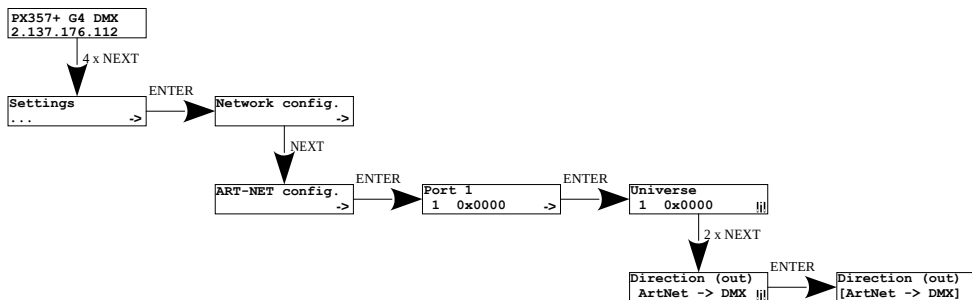 PX357+ G4 DMX
2.137.176.112
4 x NEXT
Settings
... ->
ENTER
Network config.
->
NEXT
ART-NET config.
->
ENTER
Port 1
1 0x0000 ->
ENTER
Universe
1 0x0000 !¡!
2 x NEXT
Direction (out)
ArtNet -> DMX !¡!
ENTER
Direction (out)
[ArtNet -> DMX]